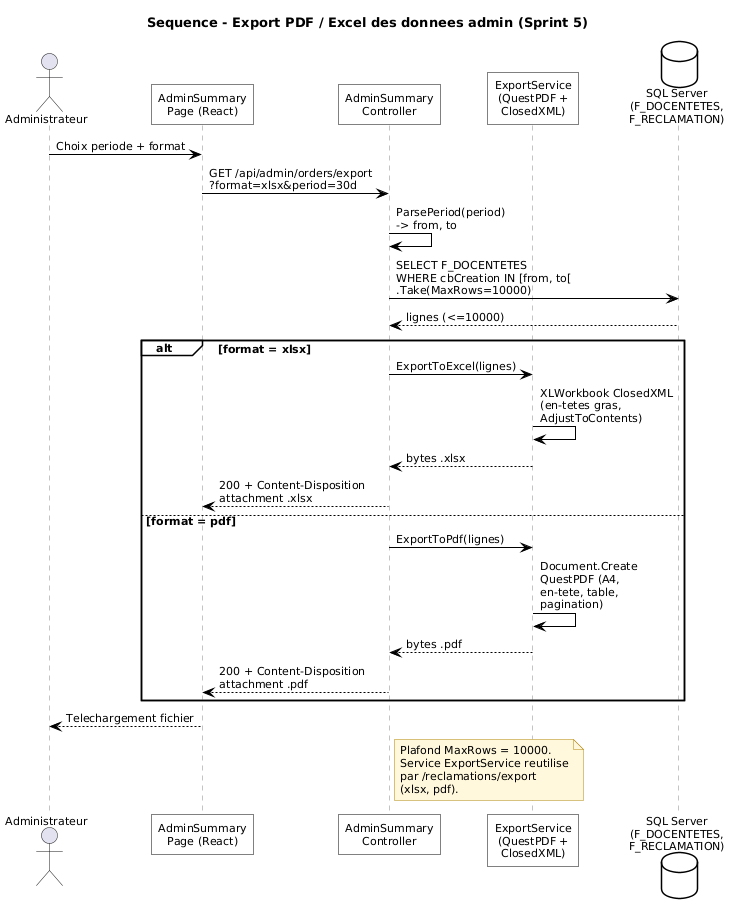 Sequence - Export PDF / Excel des donnees admin (Sprint 5)
Administrateur
AdminSummary
Page (React)
AdminSummary
Controller
ExportService
(QuestPDF +
ClosedXML)
SQL Server
(F_DOCENTETES,
F_RECLAMATION)
Choix periode + format
GET /api/admin/orders/export
?format=xlsx&period=30d
ParsePeriod(period)
-> from, to
SELECT F_DOCENTETES
WHERE cbCreation IN [from, to[
.Take(MaxRows=10000)
lignes (<=10000)
alt
[format = xlsx]
ExportToExcel(lignes)
XLWorkbook ClosedXML
(en-tetes gras,
AdjustToContents)
bytes .xlsx
200 + Content-Disposition
attachment .xlsx
[format = pdf]
ExportToPdf(lignes)
Document.Create
QuestPDF (A4,
en-tete, table,
pagination)
bytes .pdf
200 + Content-Disposition
attachment .pdf
Telechargement fichier
Plafond MaxRows = 10000.
Service ExportService reutilise
par /reclamations/export
(xlsx, pdf).
Administrateur
AdminSummary
Page (React)
AdminSummary
Controller
ExportService
(QuestPDF +
ClosedXML)
SQL Server
(F_DOCENTETES,
F_RECLAMATION)